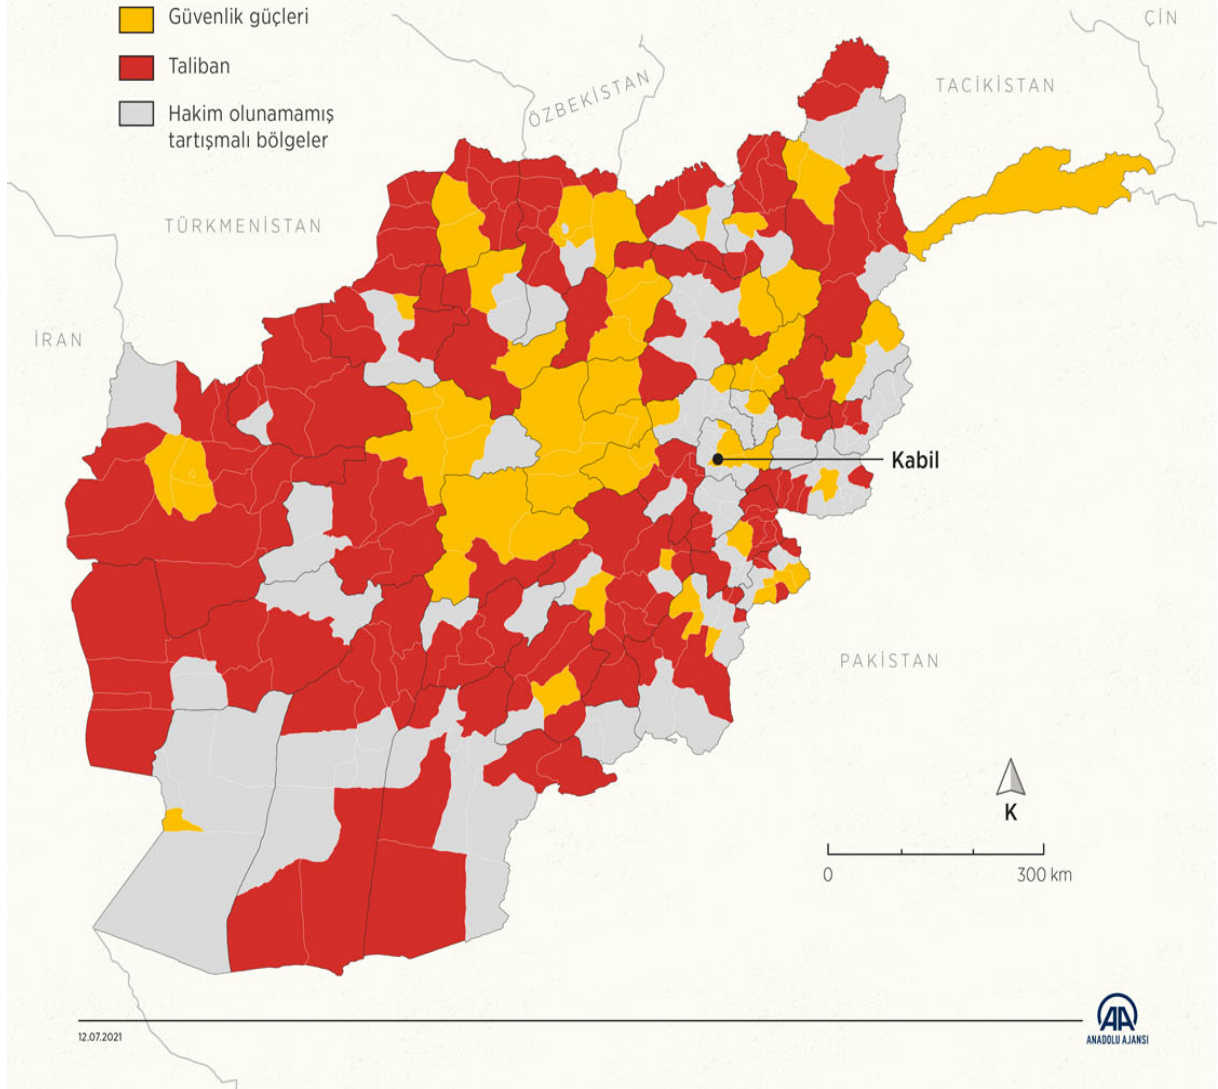 Güvenlik güçleri
Taliban
Hakim olunamamış
tartışmalı bölgeler
ÇİN
TACİKİSTAN
ÖZBEKİSTAN
TÜRKMENİSTAN
İRAN
Kabil
PAKİSTAN
K
0
300 km
12.07.2021
AA
ANADOLU AJANSI